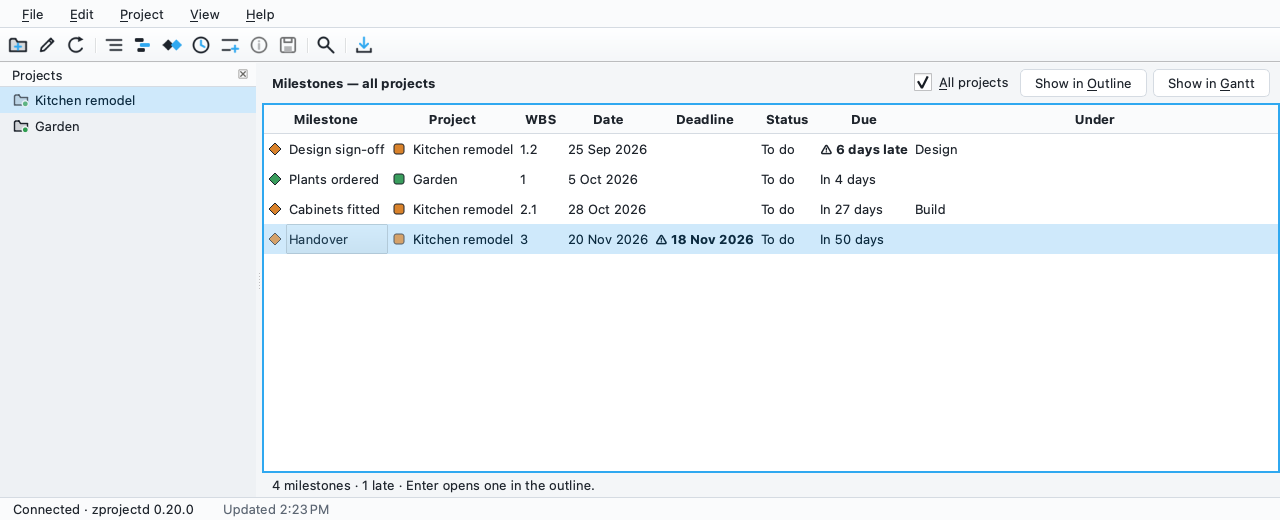 File Edit Project View Help
Projects
Kitchen remodel
Garden
Milestones — all projects
All projects Show in Outline Show in Gantt
Milestone Project WBS Date Deadline Status Due Under
Design sign-off Kitchen remodel 1.2 25 Sep 2026 To do ⚠ 6 days late Design
Plants ordered Garden 1 5 Oct 2026 To do In 4 days
Cabinets fitted Kitchen remodel 2.1 28 Oct 2026 To do In 27 days Build
Handover Kitchen remodel 3 20 Nov 2026 ⚠ 18 Nov 2026 To do In 50 days
4 milestones · 1 late · Enter opens one in the outline.
Connected · zprojectd 0.20.0 Updated 2:23 PM